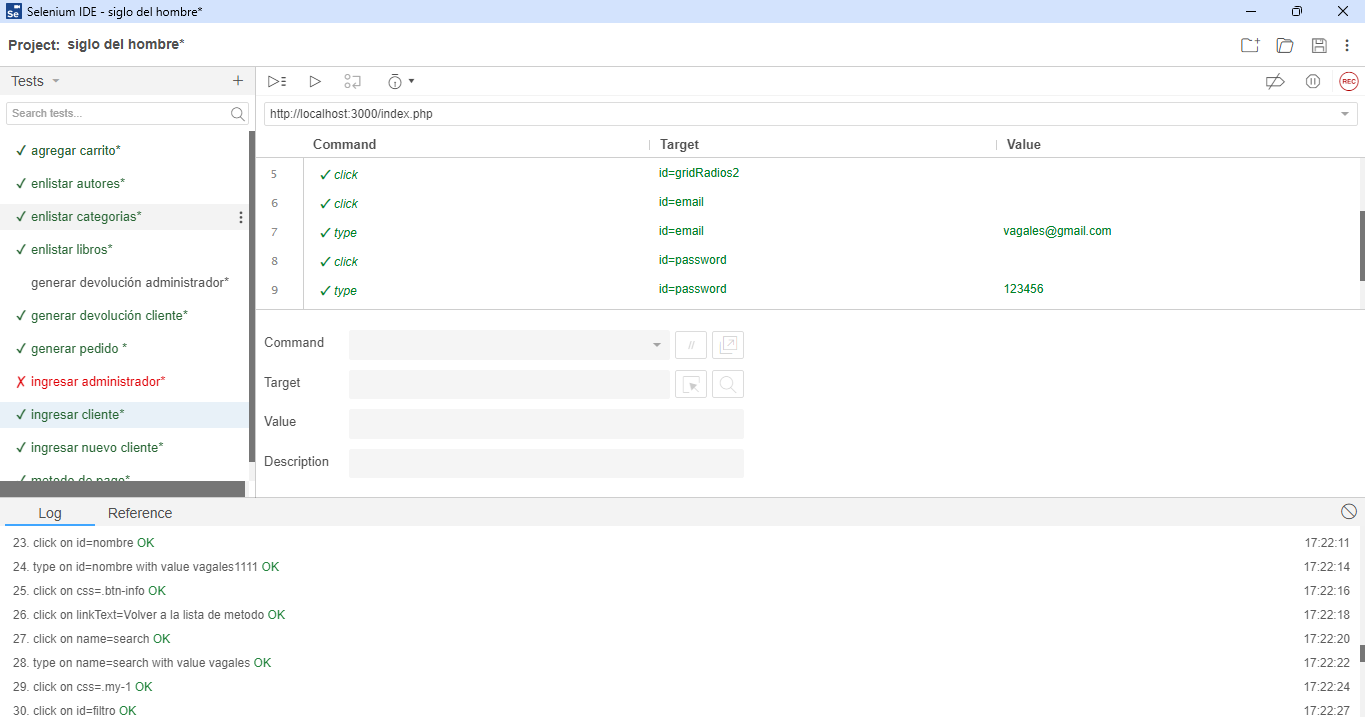 Se Selenium IDE - siglo del hombre*
Project: siglo del hombre*
Tests
Search tests...
✓ agregar carrito*
✓ enlistar autores*
✓ enlistar categorias*
✓ enlistar libros*
generar devolución administrador*
✓ generar devolución cliente*
✓ generar pedido *
✗ ingresar administrador*
✓ ingresar cliente*
✓ ingresar nuevo cliente*
✓ metodo de pago*
REC
http://localhost:3000/index.php
Command Target Value
5 ✓ click id=gridRadios2
6 ✓ click id=email
7 ✓ type id=email vagales@gmail.com
8 ✓ click id=password
9 ✓ type id=password 123456
Command //
Target
Value
Description
Log Reference
23. click on id=nombre OK 17:22:11
24. type on id=nombre with value vagales1111 OK 17:22:14
25. click on css=.btn-info OK 17:22:16
26. click on linkText=Volver a la lista de metodo OK 17:22:18
27. click on name=search OK 17:22:20
28. type on name=search with value vagales OK 17:22:22
29. click on css=.my-1 OK 17:22:24
30. click on id=filtro OK 17:22:27